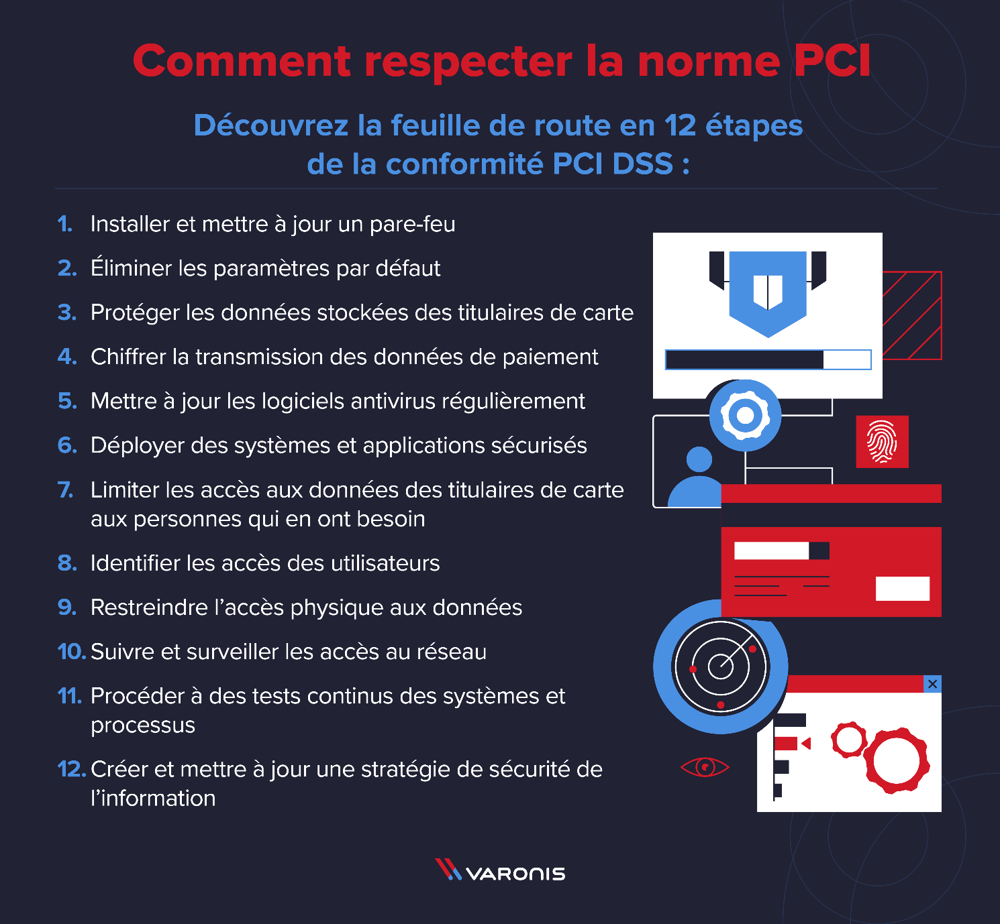 Comment respecter la norme PCI
Découvrez la feuille de route en 12 étapes
de la conformité PCI DSS :
1. Installer et mettre à jour un pare-feu
2. Éliminer les paramètres par défaut
3. Protéger les données stockées des titulaires de carte
4. Chiffrer la transmission des données de paiement
5. Mettre à jour les logiciels antivirus régulièrement
6. Déployer des systèmes et applications sécurisés
7. Limiter les accès aux données des titulaires de carte
aux personnes qui en ont besoin
8. Identifier les accès des utilisateurs
9. Restreindre l’accès physique aux données
10. Suivre et surveiller les accès au réseau
11. Procéder à des tests continus des systèmes et
processus
12. Créer et mettre à jour une stratégie de sécurité de
l’information
VARONIS